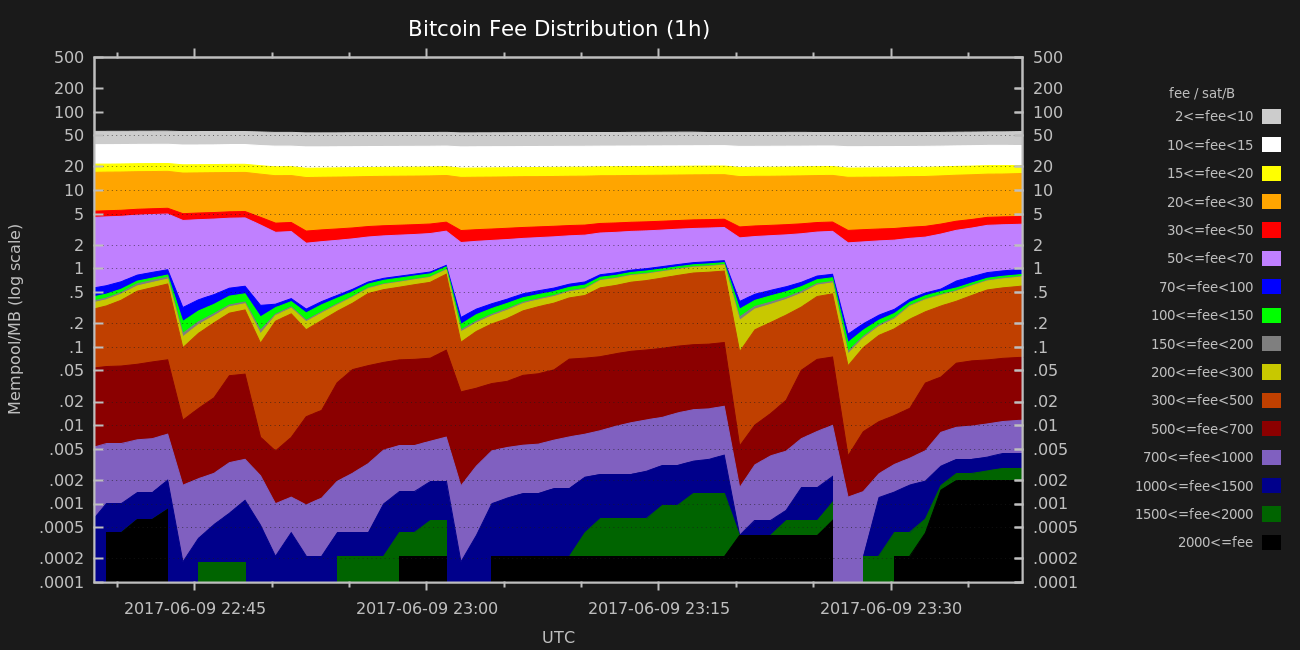 Bitcoin Fee Distribution (1h)
Mempool/MB (log scale)
500
200
100
50
20
10
5
2
1
.5
.2
.1
.05
.02
.01
.005
.002
.001
.0005
.0002
.0001
500
200
100
50
20
10
5
2
1
.5
.2
.1
.05
.02
.01
.005
.002
.001
.0005
.0002
.0001
fee / sat/B
2<=fee<10
10<=fee<15
15<=fee<20
20<=fee<30
30<=fee<50
50<=fee<70
70<=fee<100
100<=fee<150
150<=fee<200
200<=fee<300
300<=fee<500
500<=fee<700
700<=fee<1000
1000<=fee<1500
1500<=fee<2000
2000<=fee
2017-06-09 22:45
2017-06-09 23:00
2017-06-09 23:15
2017-06-09 23:30
UTC